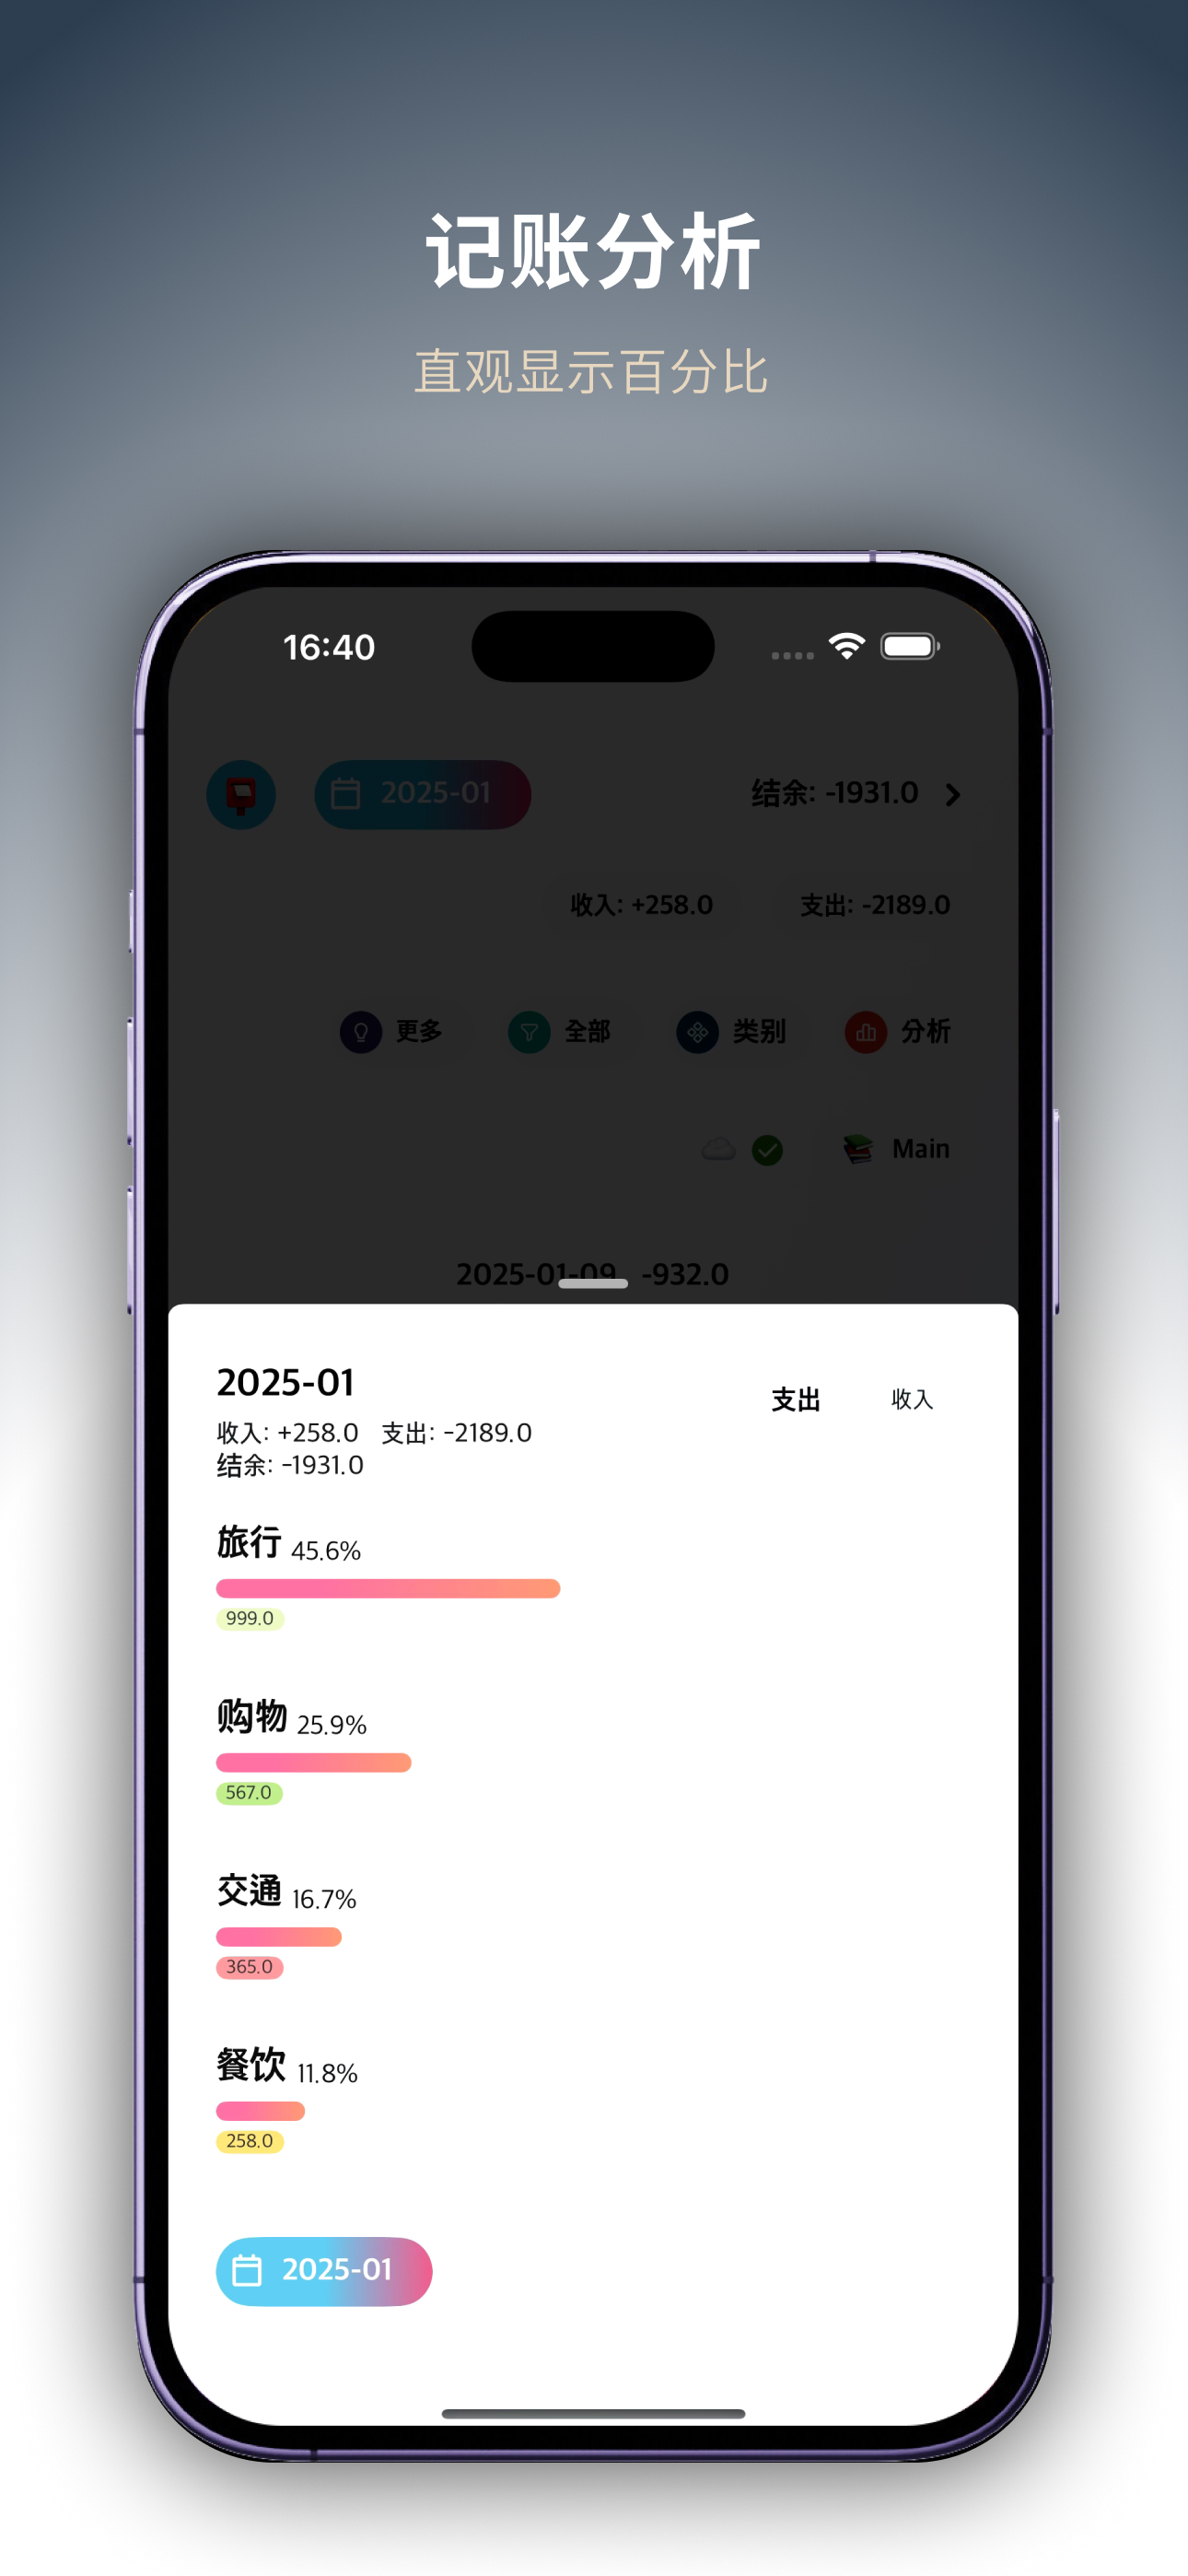 记账分析
直观显示百分比
16:40
2025-01 结余: -1931.0
收入: +258.0 支出: -2189.0
更多 全部 类别 分析
Main
2025-01-09 -932.0
2025-01
支出 收入
收入: +258.0 支出: -2189.0
结余: -1931.0
旅行 45.6%
999.0
购物 25.9%
567.0
交通 16.7%
365.0
餐饮 11.8%
258.0
2025-01